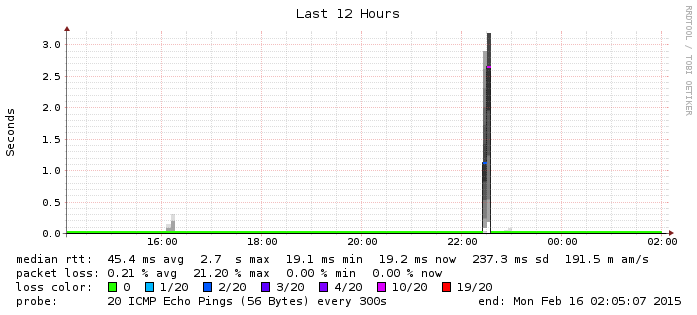 Last 12 Hours
RRDTOOL / TOBI OETIKER
Seconds
3.0
2.5
2.0
1.5
1.0
0.5
0.0
16:00 18:00 20:00 22:00 00:00 02:00
median rtt: 45.4 ms avg 2.7 s max 19.1 ms min 19.2 ms now 237.3 ms sd 191.5 m am/s
packet loss: 0.21 % avg 21.20 % max 0.00 % min 0.00 % now
loss color: 0 1/20 2/20 3/20 4/20 10/20 19/20
probe: 20 ICMP Echo Pings (56 Bytes) every 300s end: Mon Feb 16 02:05:07 2015